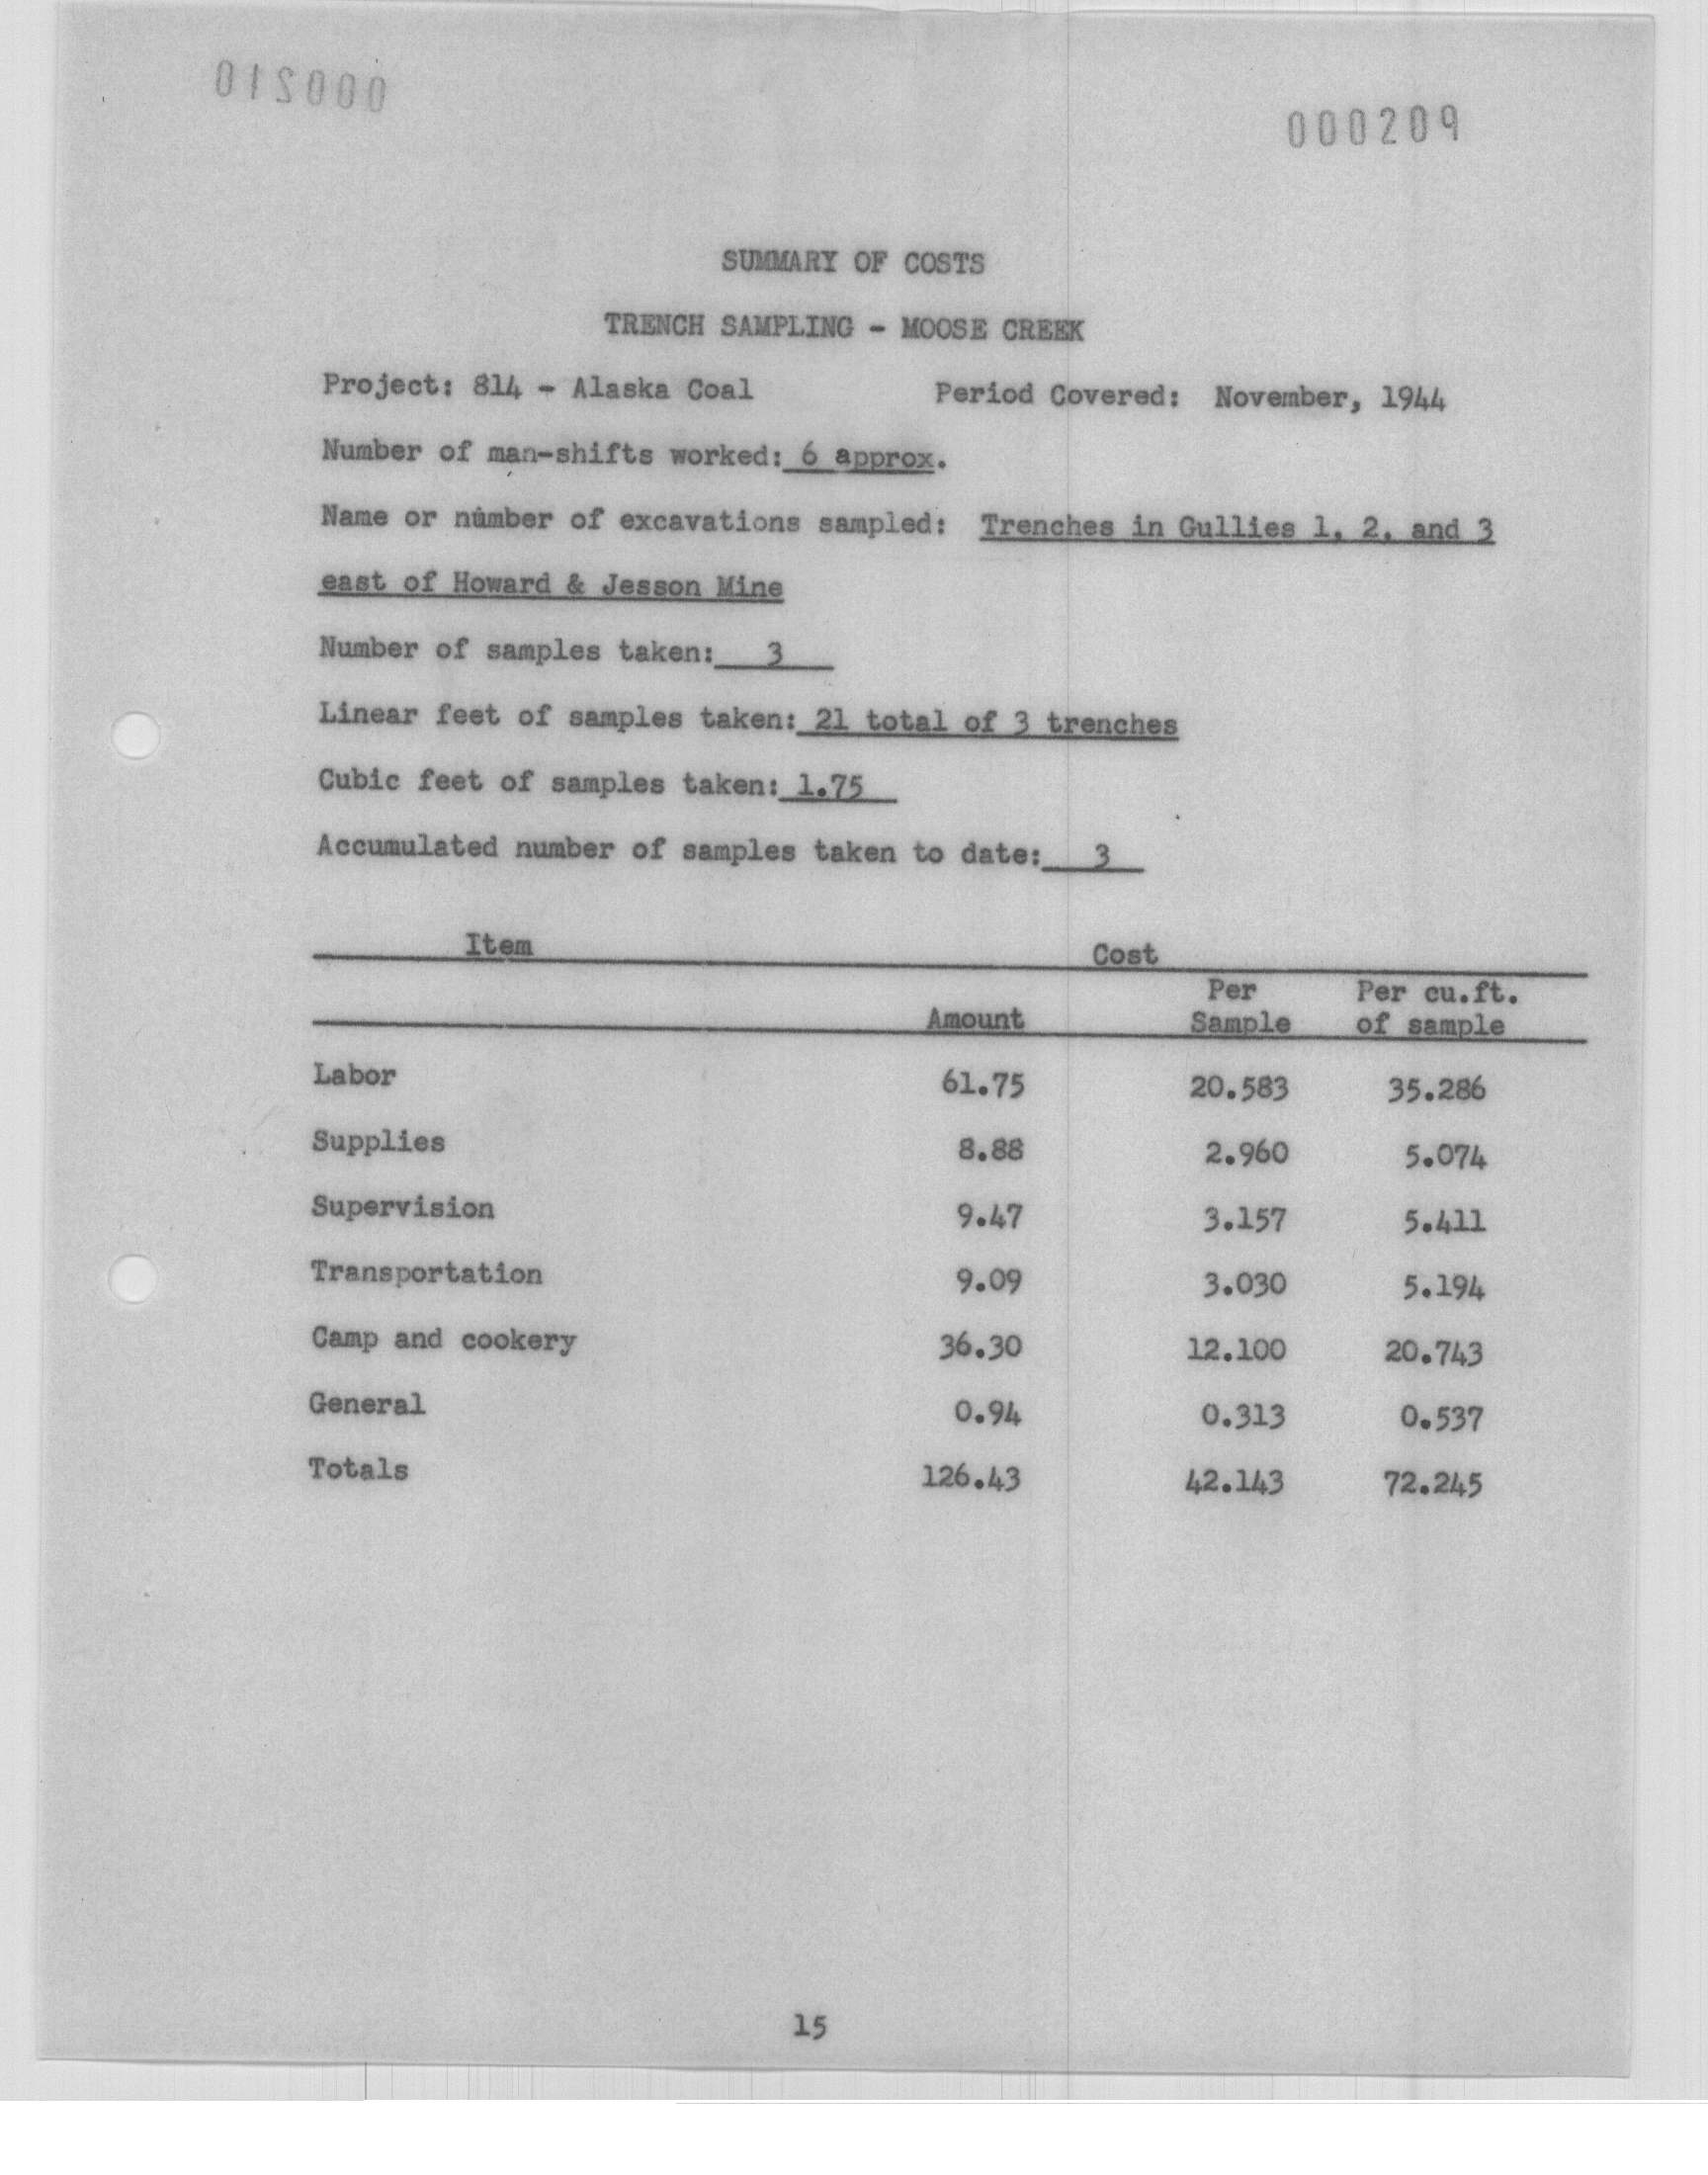 000210
000209
SUMMARY OF COSTS
TRENCH SAMPLING - MOOSE CREEK
Project: 814 - Alaska Coal Period Covered: November, 1944
Number of man-shifts worked: 6 approx.
Name or number of excavations sampled: Trenches in Gullies 1, 2, and 3
east of Howard & Jesson Mine
Number of samples taken: 3
Linear feet of samples taken: 21 total of 3 trenches
Cubic feet of samples taken: 1.75
Accumulated number of samples taken to date: 3
Item Cost
Per Per cu.ft.
Amount Sample of sample
Labor 61.75 20.583 35.286
Supplies 8.88 2.960 5.074
Supervision 9.47 3.157 5.411
Transportation 9.09 3.030 5.194
Camp and cookery 36.30 12.100 20.743
General 0.94 0.313 0.537
Totals 126.43 42.143 72.245
15